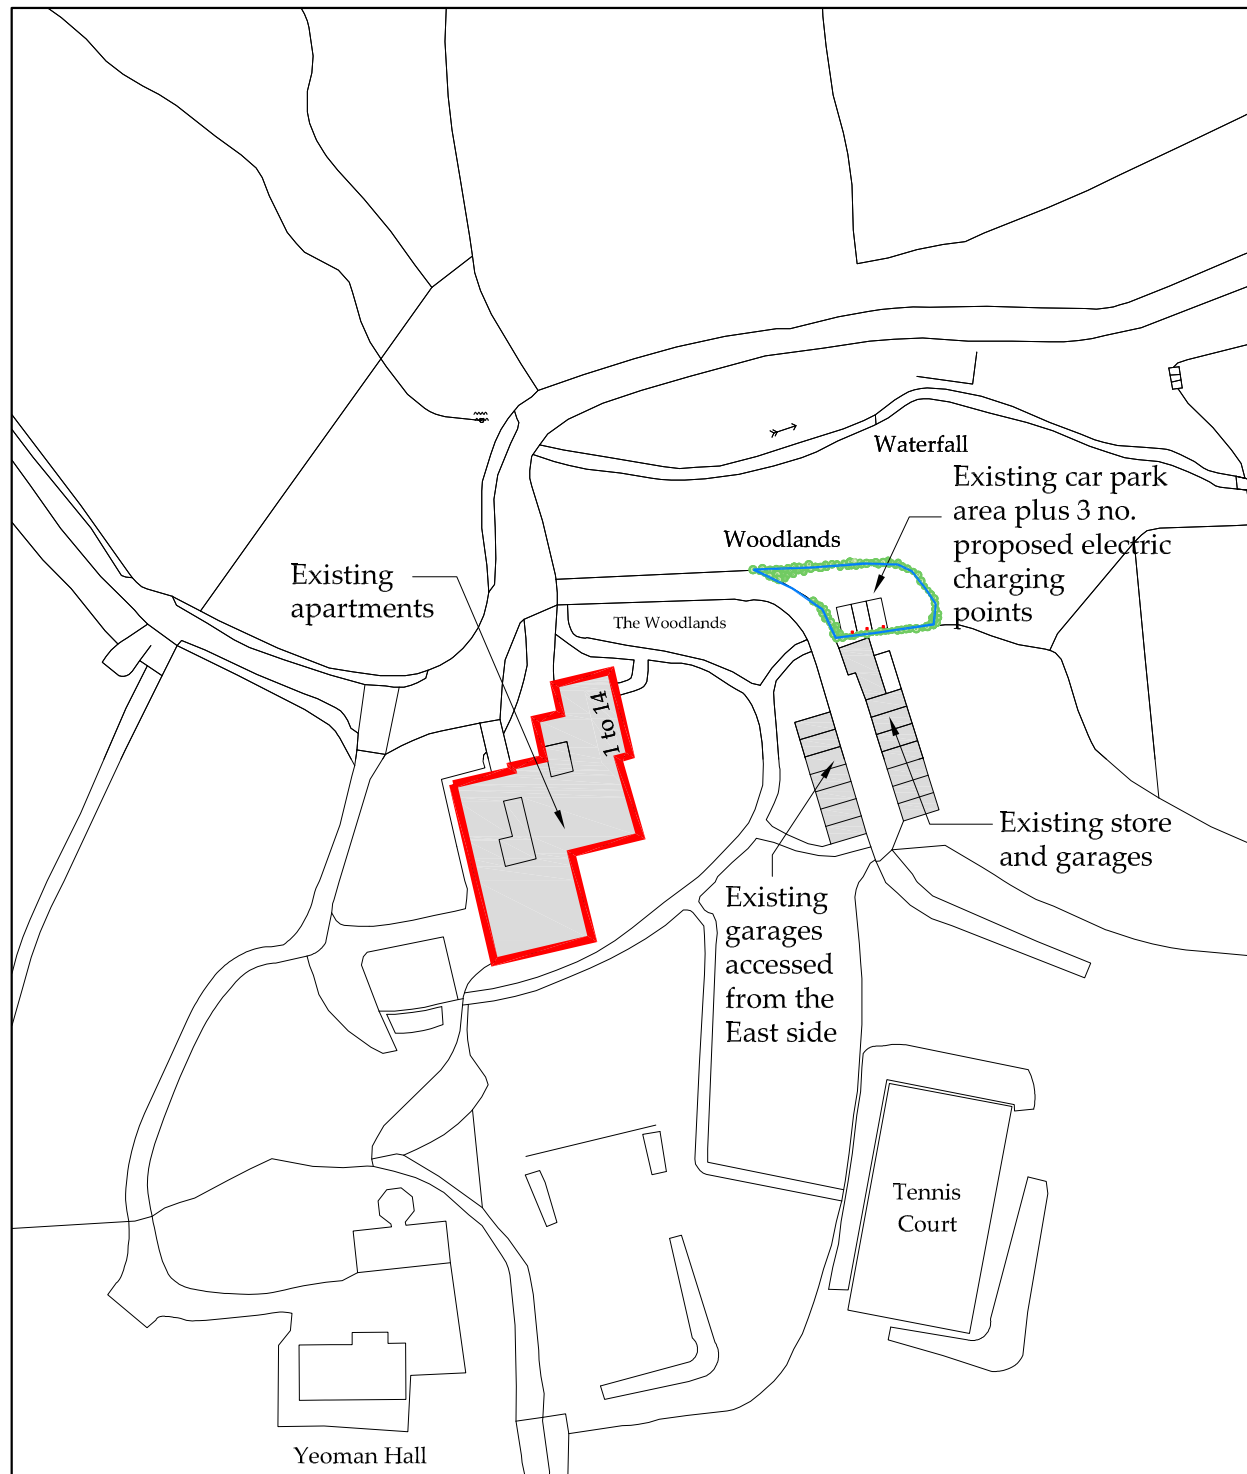 Waterfall
Existing car park
area plus 3 no.
proposed electric
charging
points
Woodlands
Existing
apartments
The Woodlands
1 to 14
Existing store
and garages
Existing
garages
accessed
from the
East side
Tennis
Court
Yeoman Hall